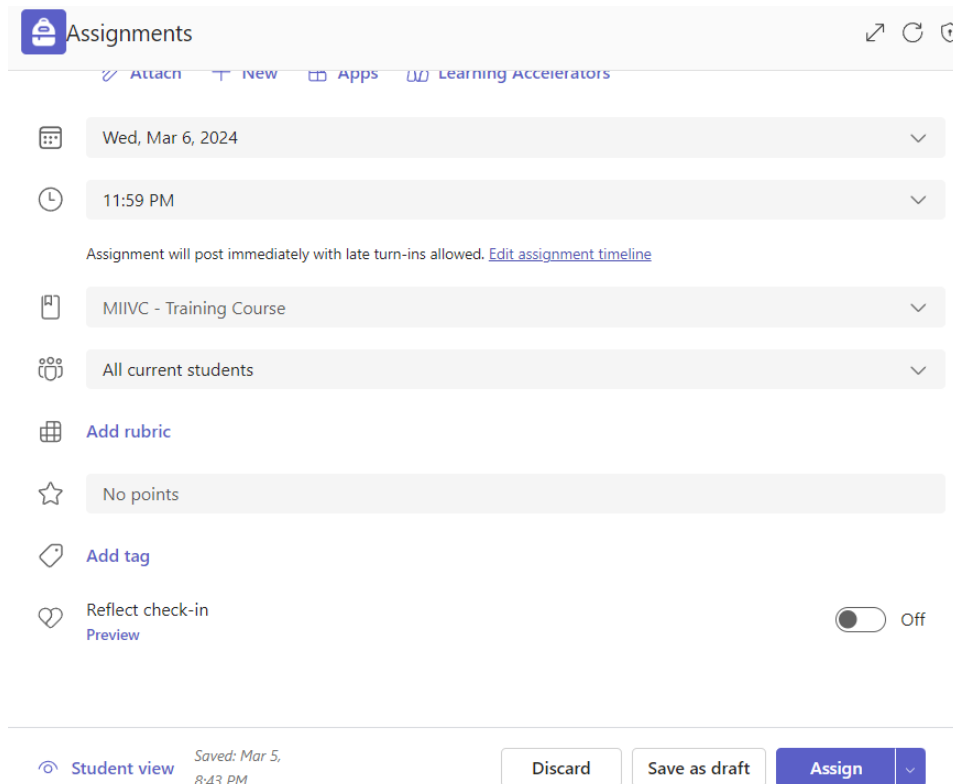 Assignments
Attach New Apps Learning Accelerators
Wed, Mar 6, 2024
11:59 PM
Assignment will post immediately with late turn-ins allowed. Edit assignment timeline
MIIVC - Training Course
All current students
Add rubric
No points
Add tag
Reflect check-in
Preview
Off
Student view
Saved: Mar 5,
8:43 PM
Discard
Save as draft
Assign